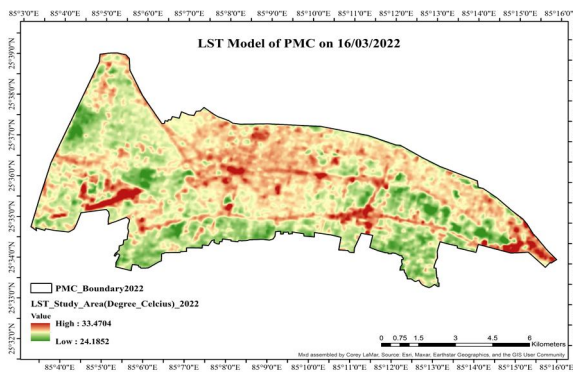 85°3'0"E 85°4'0"E 85°5'0"E 85°6'0"E 85°7'0"E 85°8'0"E 85°9'0"E 85°10'0"E 85°11'0"E 85°12'0"E 85°13'0"E 85°14'0"E 85°15'0"E 85°16'0"E
LST Model of PMC on 16/03/2022
25°39'0"N
25°38'0"N
25°37'0"N
25°36'0"N
25°35'0"N
25°34'0"N
25°33'0"N
25°32'0"N
PMC_Boundary2022
LST_Study_Area(Degree_Celcius)_2022
Value
High : 33.4704
Low : 24.1852
0 0.75 1.5 3 4.5 6
Kilometers
Mxd assembled by Corey LaMar, Source: Esri, Maxar, Earthstar Geographics, and the GIS User Community
85°4'0"E 85°5'0"E 85°6'0"E 85°7'0"E 85°8'0"E 85°9'0"E 85°10'0"E 85°11'0"E 85°12'0"E 85°13'0"E 85°14'0"E 85°15'0"E 85°16'0"E